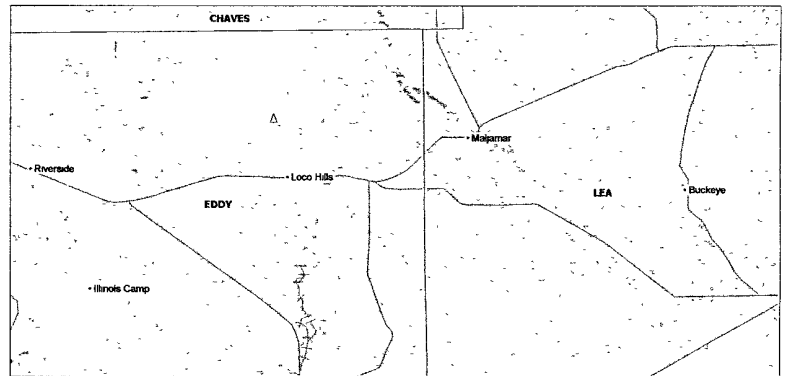 CHAVES
Maljamar
Riverside
Loco Hills
LEA
Buckeye
EDDY
Illinois Camp